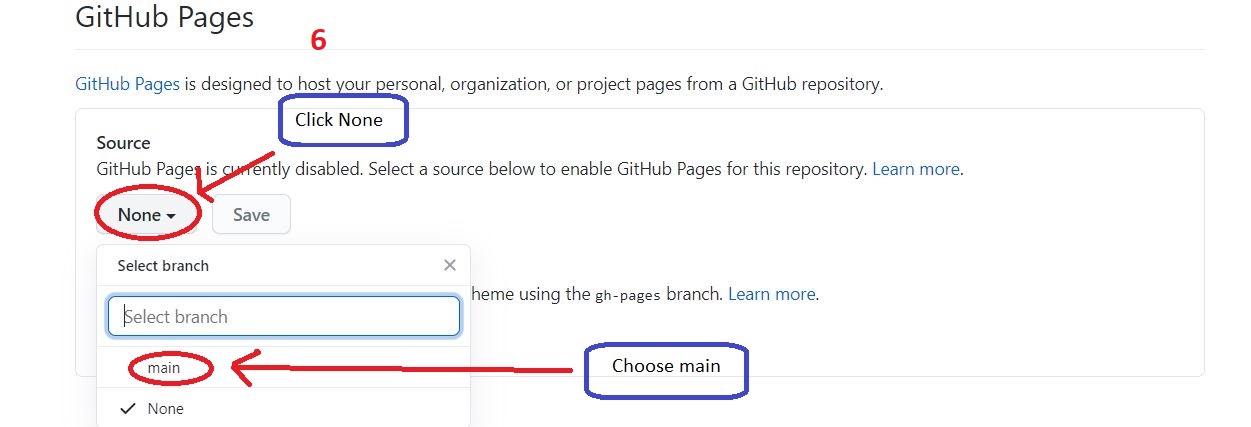 GitHub Pages
6
GitHub Pages is designed to host your personal, organization, or project pages from a GitHub repository.
Click None
Source
GitHub Pages is currently disabled. Select a source below to enable GitHub Pages for this repository. Learn more.
None Save
Select branch
heme using the gh-pages branch. Learn more.
Select branch
main
Choose main
None